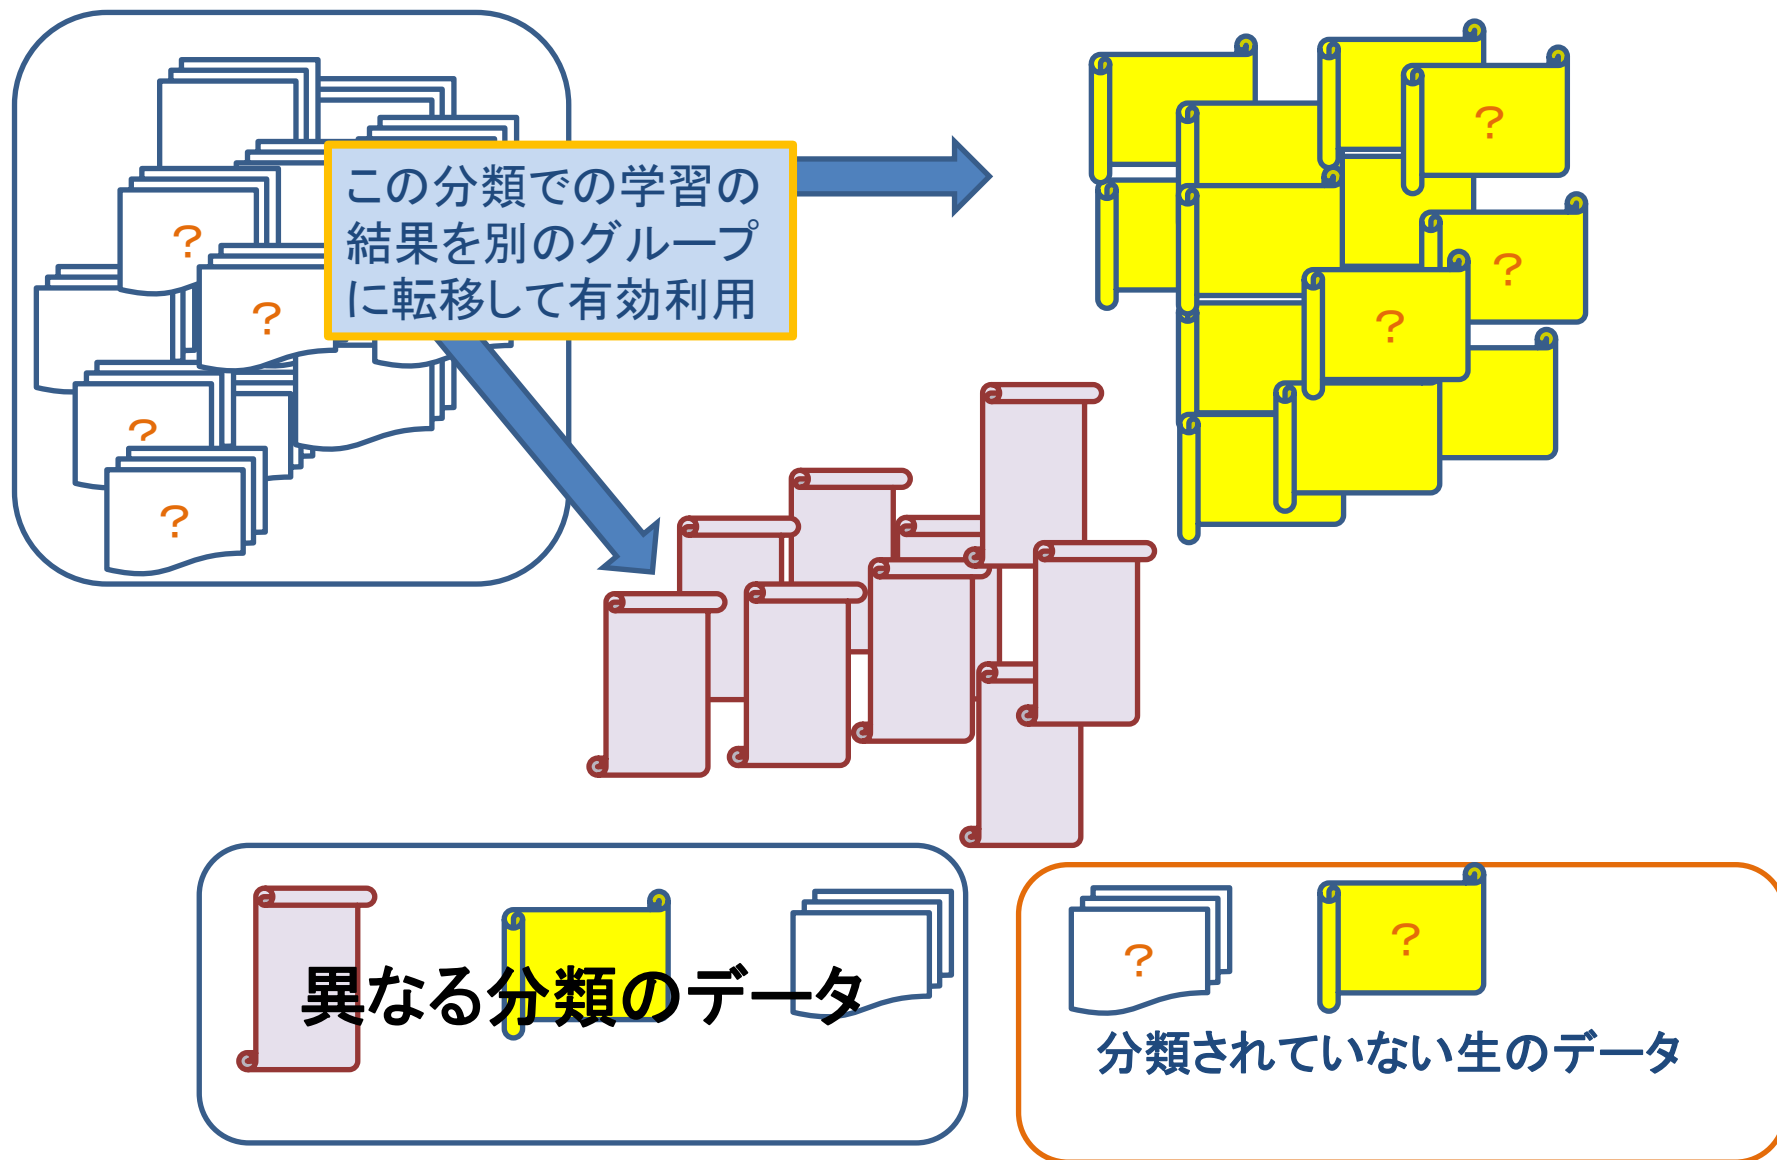 ?
?
?
この分類での学習の
結果を別のグループ
に転移して有効利用
?
?
?
?
異なる分類のデータ
?
?
分類されていない生のデータ